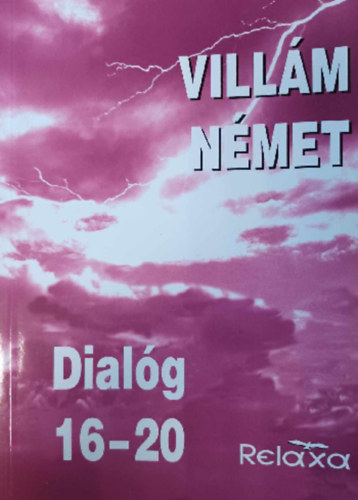 VILLÁM
NÉMET
Dialóg
16-20
Relaxa